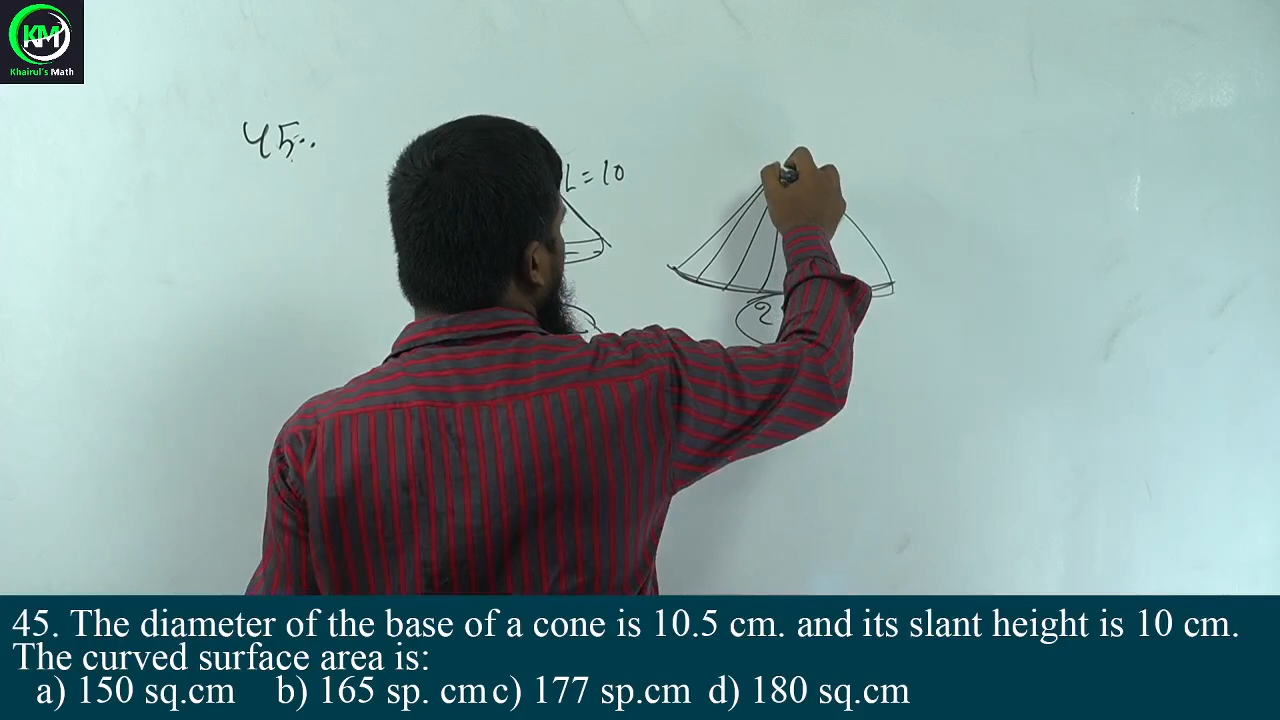 KM
Khairul's Math
45.
L = 10
2
45. The diameter of the base of a cone is 10.5 cm. and its slant height is 10 cm.
The curved surface area is:
a) 150 sq.cm b) 165 sp. cm c) 177 sp.cm d) 180 sq.cm